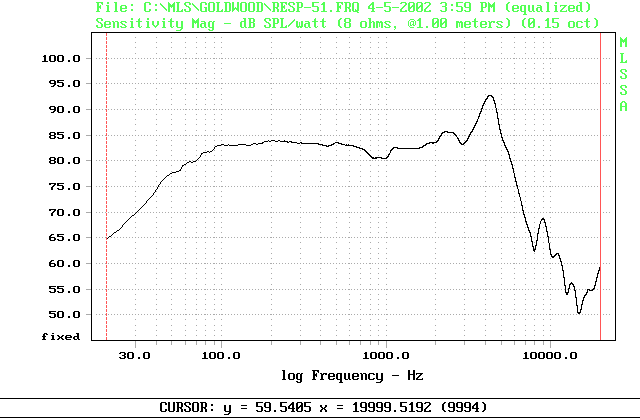 File: C:\MLS\GOLDWOOD\RESP-51.FRQ 4-5-2002 3:59 PM (equalized)
Sensitivity Mag - dB SPL/watt (8 ohms, @1.00 meters) (0.15 oct)
MLSSA
100.0
95.0
90.0
85.0
80.0
75.0
70.0
65.0
60.0
55.0
50.0
fixed
30.0 100.0 1000.0 10000.0
log Frequency - Hz
CURSOR: y = 59.5405 x = 19999.5192 (9994)